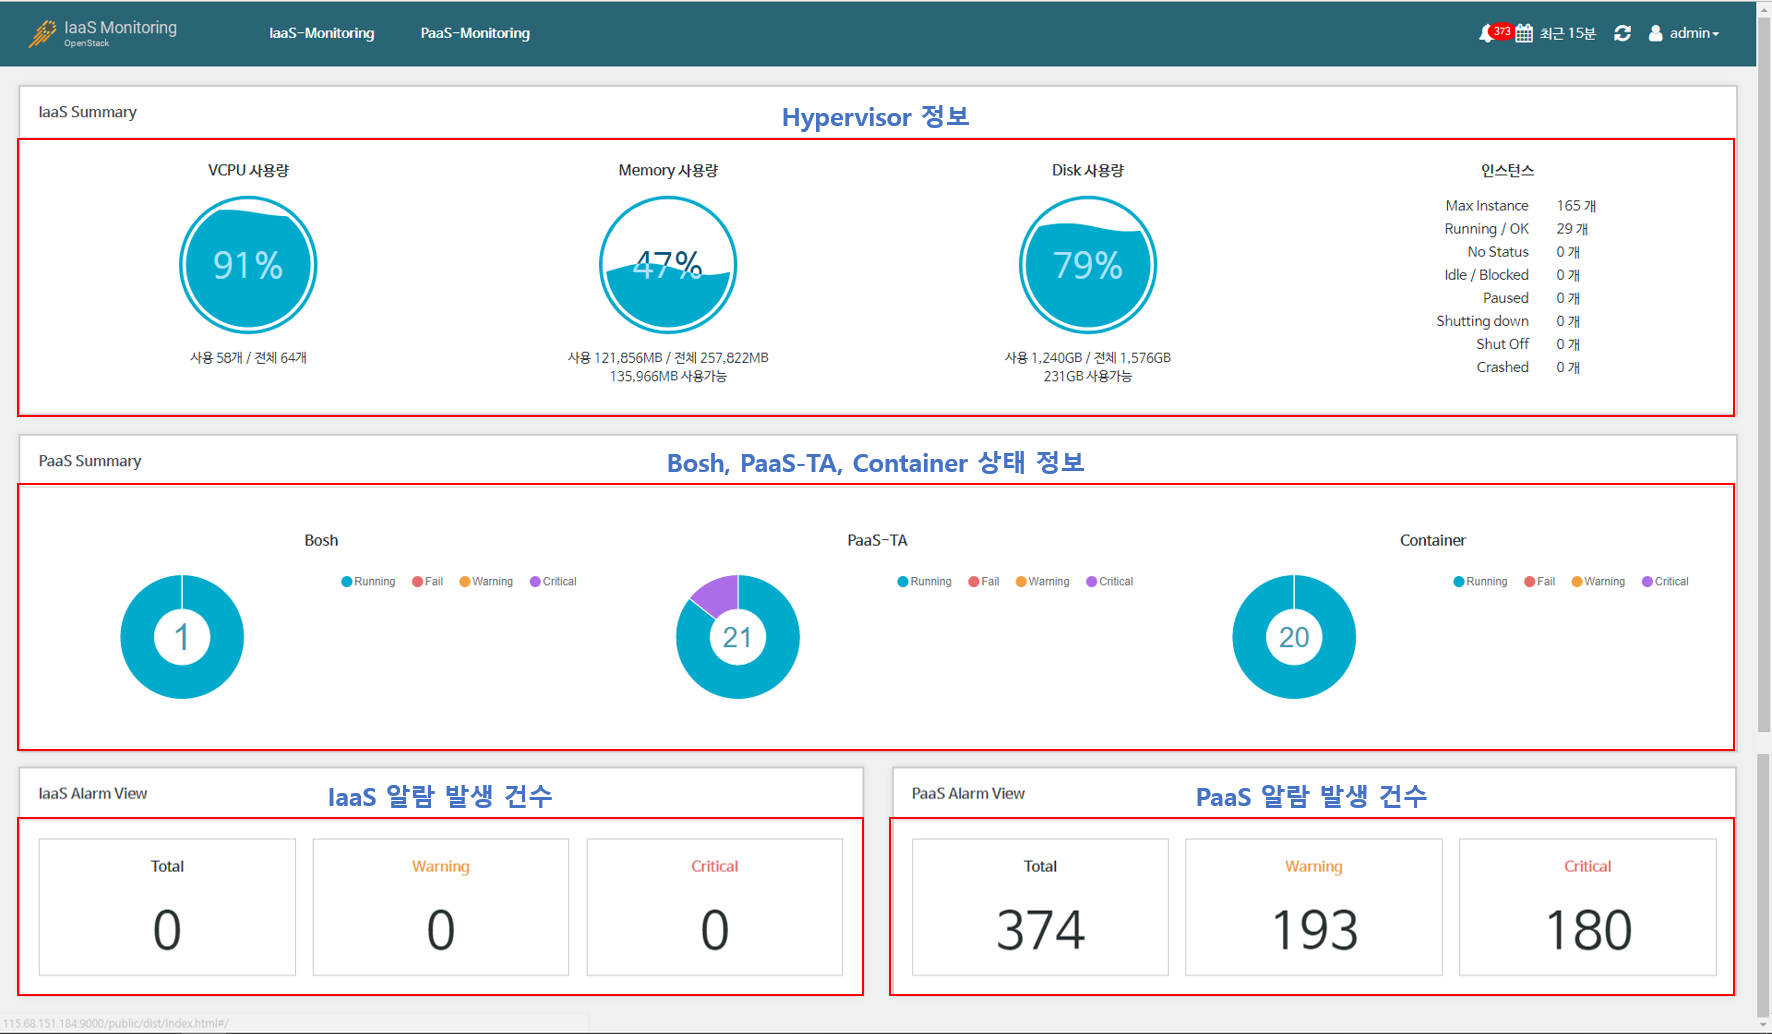 IaaS Monitoring
OpenStack
IaaS-Monitoring
PaaS-Monitoring
373
최근 15분
admin
IaaS Summary
Hypervisor 정보
VCPU 사용량
91%
사용 58개 / 전체 64개
Memory 사용량
47%
사용 121,856MB / 전체 257,822MB
135,966MB 사용가능
Disk 사용량
79%
사용 1,240GB / 전체 1,576GB
231GB 사용가능
인스턴스
Max Instance 165 개
Running / OK 29 개
No Status 0 개
Idle / Blocked 0 개
Paused 0 개
Shutting down 0 개
Shut Off 0 개
Crashed 0 개
PaaS Summary
Bosh, PaaS-TA, Container 상태 정보
Bosh
Running Fail Warning Critical
1
PaaS-TA
Running Fail Warning Critical
21
Container
Running Fail Warning Critical
20
IaaS Alarm View
IaaS 알람 발생 건수
Total
0
Warning
0
Critical
0
PaaS Alarm View
PaaS 알람 발생 건수
Total
374
Warning
193
Critical
180
115.68.151.184:9000/public/dist/index.html#/